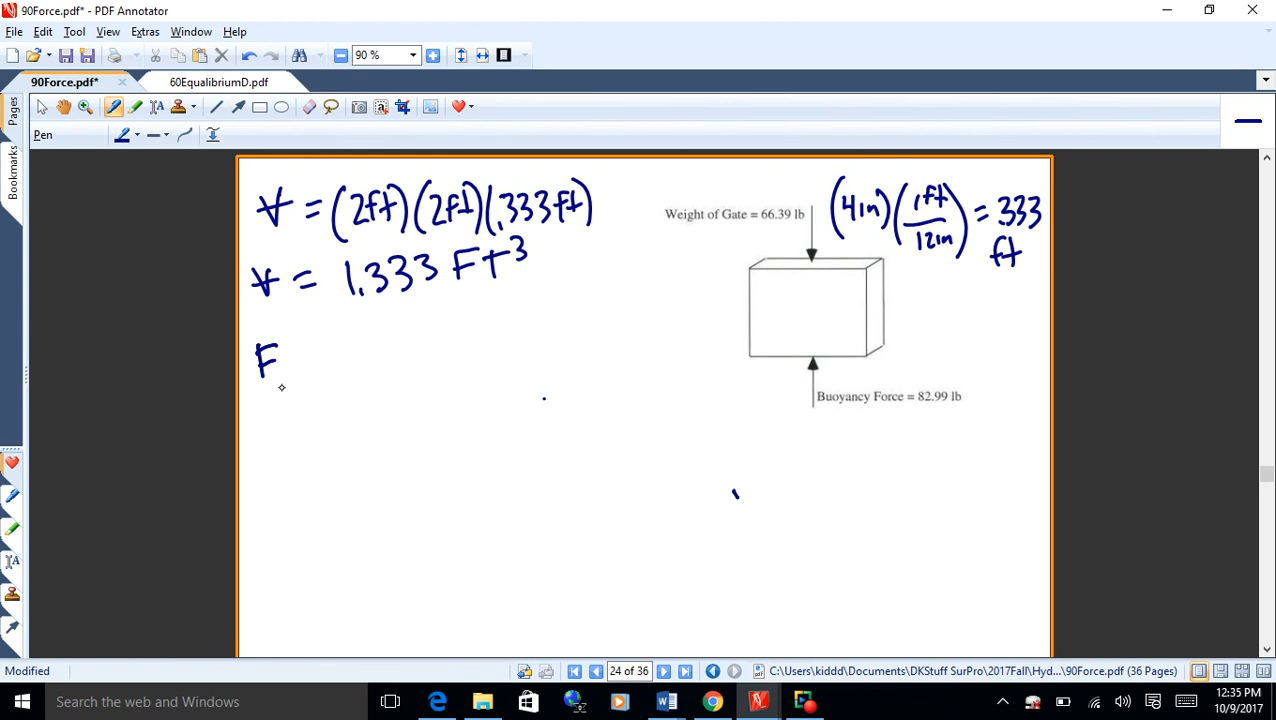 90Force.pdf* - PDF Annotator
File Edit Tool View Extras Window Help
90 %
90Force.pdf*
60EqualibriumD.pdf
Pages
Bookmarks
Pen
V = (2ft)(2ft)(.333ft)
V = 1.333 Ft³
F
Weight of Gate = 66.39 lb
(4in)(1ft/12in) = 333
ft
Buoyancy Force = 82.99 lb
Modified
24 of 36
C:\Users\kiddd\Documents\DKStuff SurPro\2017Fall\Hyd...\90Force.pdf (36 Pages)
Search the web and Windows
12:35 PM
10/9/2017